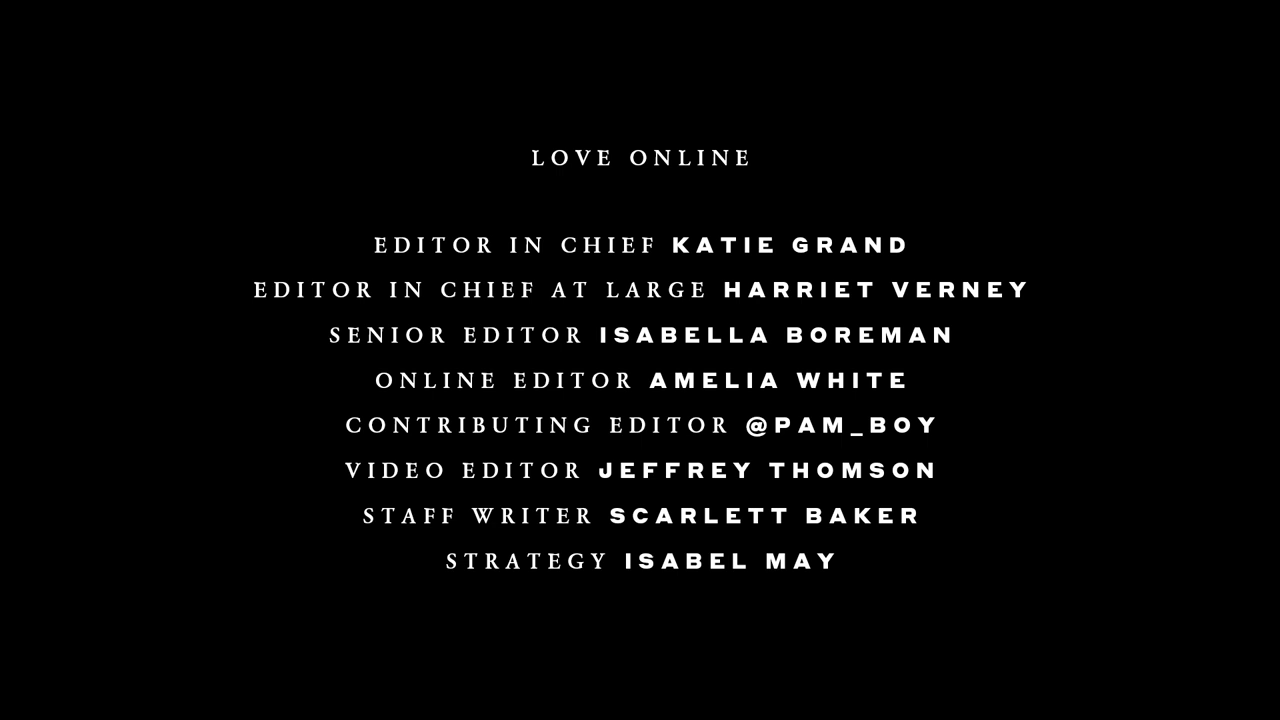 LOVE ONLINE
EDITOR IN CHIEF KATIE GRAND
EDITOR IN CHIEF AT LARGE HARRIET VERNEY
SENIOR EDITOR ISABELLA BOREMAN
ONLINE EDITOR AMELIA WHITE
CONTRIBUTING EDITOR @PAM_BOY
VIDEO EDITOR JEFFREY THOMSON
STAFF WRITER SCARLETT BAKER
STRATEGY ISABEL MAY